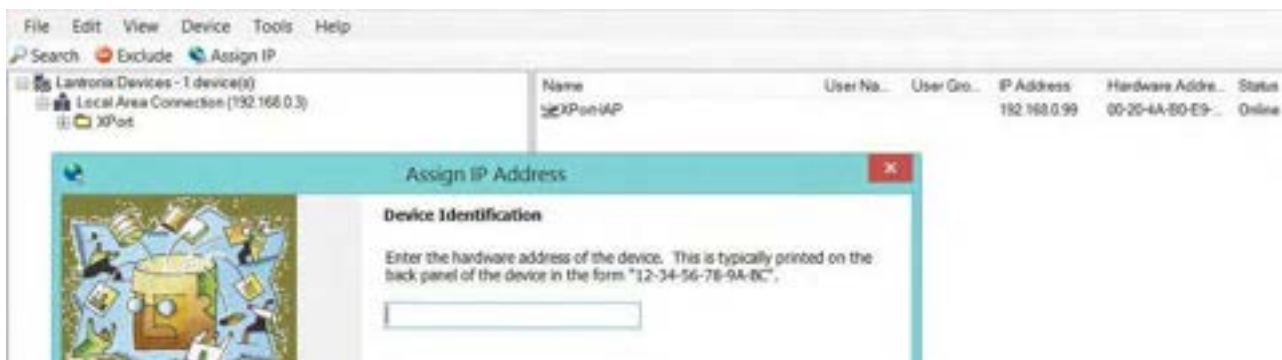 File Edit View Device Tools Help
Search Exclude Assign IP
Lantronix Devices - 1 device(s)
Local Area Connection (192.168.0.3)
XPort
Name User Na... User Gro... IP Address Hardware Addre... Status
XPort-IAP 192.168.0.99 00-20-4A-B0-E9-... Online
Assign IP Address
Device Identification
Enter the hardware address of the device. This is typically printed on the
back panel of the device in the form "12-34-56-78-9A-BC".